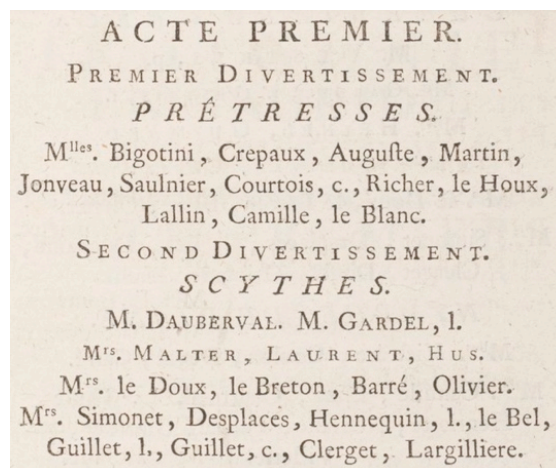 ACTE PREMIER.
PREMIER DIVERTISSEMENT.
PRÊTRESSES.
Mlles. Bigotini, Crepaux, Auguſte, Martin,
Jonveau, Saulnier, Courtois, c., Richer, le Houx,
Lallin, Camille, le Blanc.
SECOND DIVERTISSEMENT.
SCYTHES.
M. DAUBERVAL. M. GARDEL, l.
Mrs. MALTER, LAURENT, HUS.
Mrs. le Doux, le Breton, Barré, Olivier.
Mrs. Simonet, Desplaces, Hennequin, l., le Bel,
Guillet, l., Guillet, c., Clerget, Largilliere.